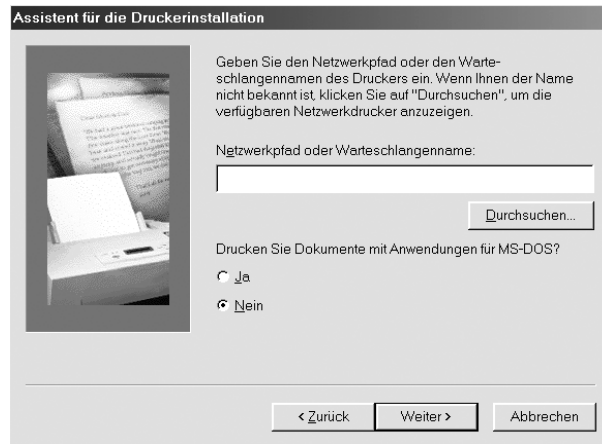 Assistent für die Druckerinstallation
Geben Sie den Netzwerkpfad oder den Warte-
schlangennamen des Druckers ein. Wenn Ihnen der Name
nicht bekannt ist, klicken Sie auf "Durchsuchen", um die
verfügbaren Netzwerkdrucker anzuzeigen.
Netzwerkpfad oder Warteschlangenname:
Durchsuchen...
Drucken Sie Dokumente mit Anwendungen für MS-DOS?
Ja
Nein
< Zurück
Weiter >
Abbrechen